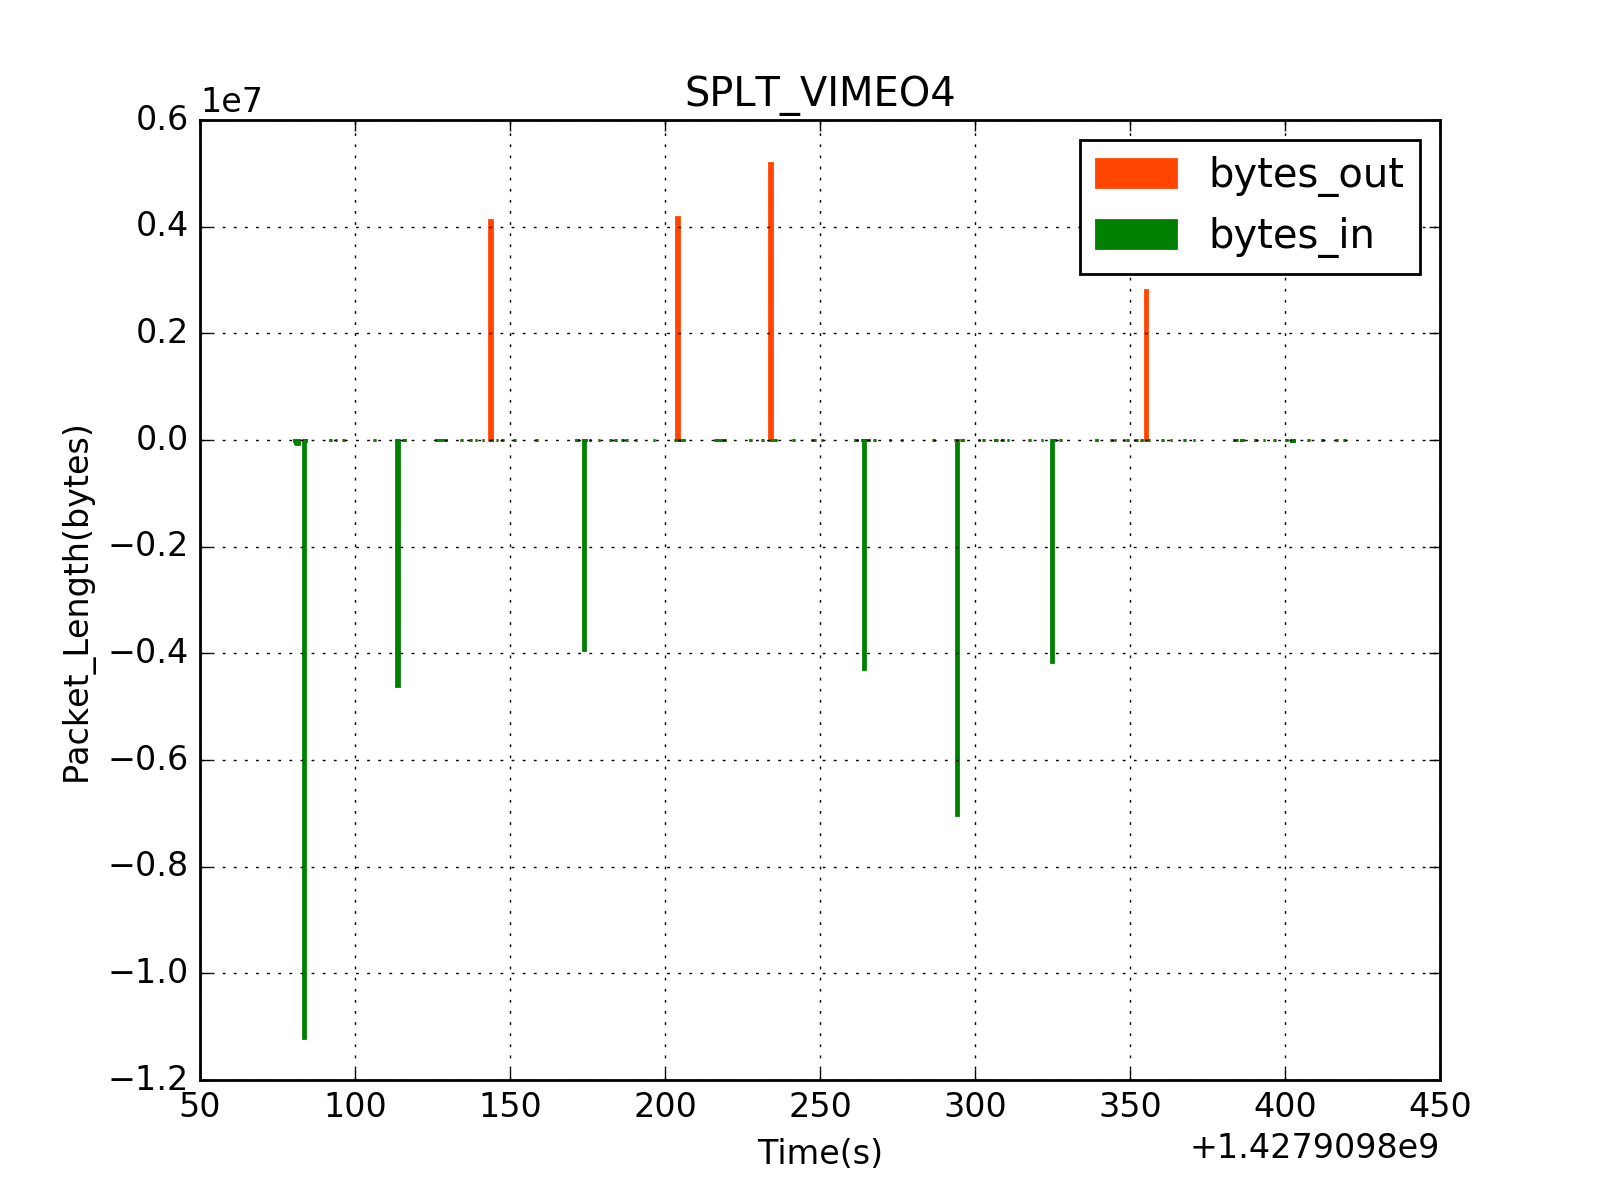 SPLT_VIMEO4
1e7
0.6
0.4
0.2
0.0
−0.2
−0.4
−0.6
−0.8
−1.0
−1.2
Packet_Length(bytes)
bytes_out
bytes_in
50 100 150 200 250 300 350 400 450
Time(s)
+1.4279098e9